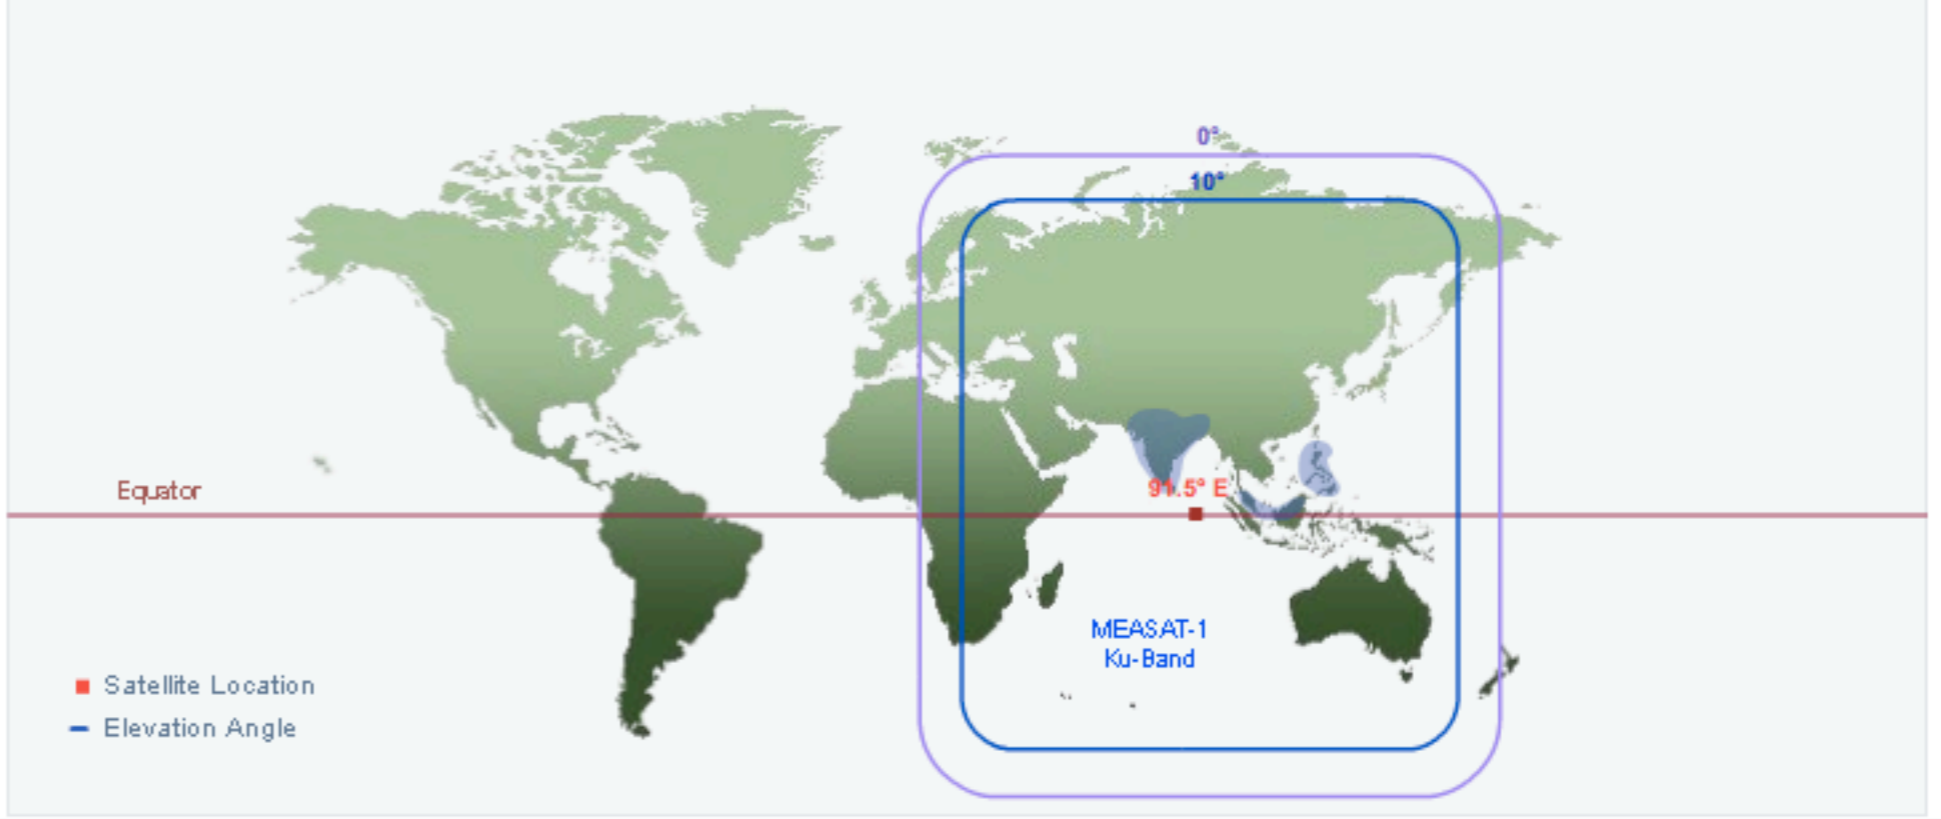 0°
10°
Equator
91.5° E
MEASAT-1
Ku-Band
Satellite Location
Elevation Angle